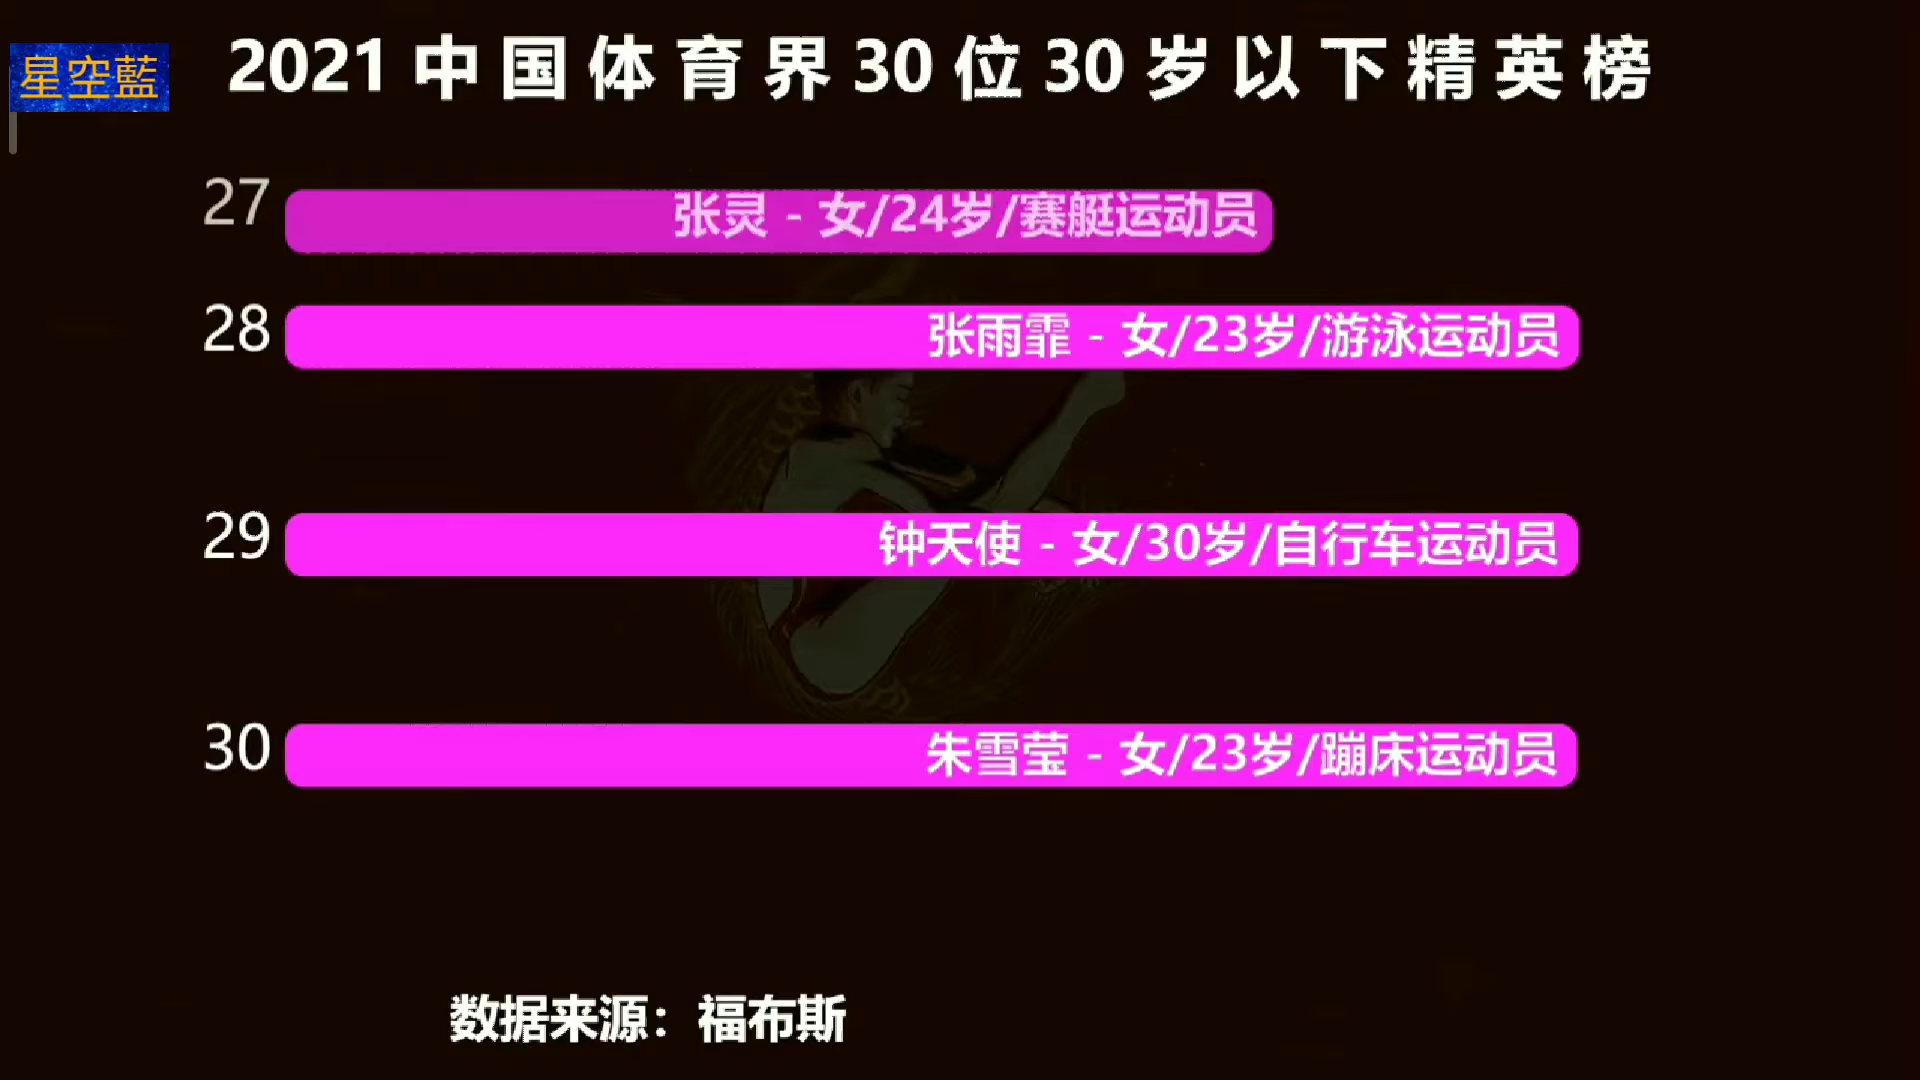 星空藍
2021中国体育界30位30岁以下精英榜
27 张灵 - 女/24岁/赛艇运动员
28 张雨霏 - 女/23岁/游泳运动员
29 钟天使 - 女/30岁/自行车运动员
30 朱雪莹 - 女/23岁/蹦床运动员
数据来源：福布斯